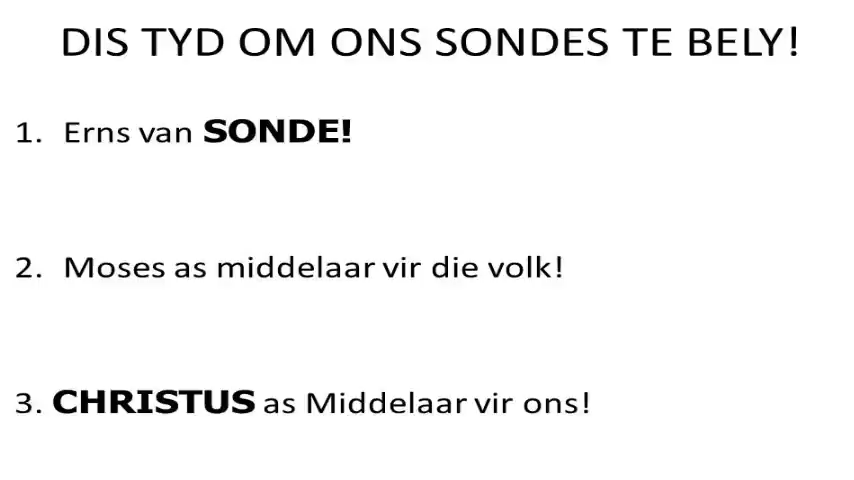 DIS TYD OM ONS SONDES TE BELY!
1. Erns van SONDE!
2. Moses as middelaar vir die volk!
3. CHRISTUS as Middelaar vir ons!